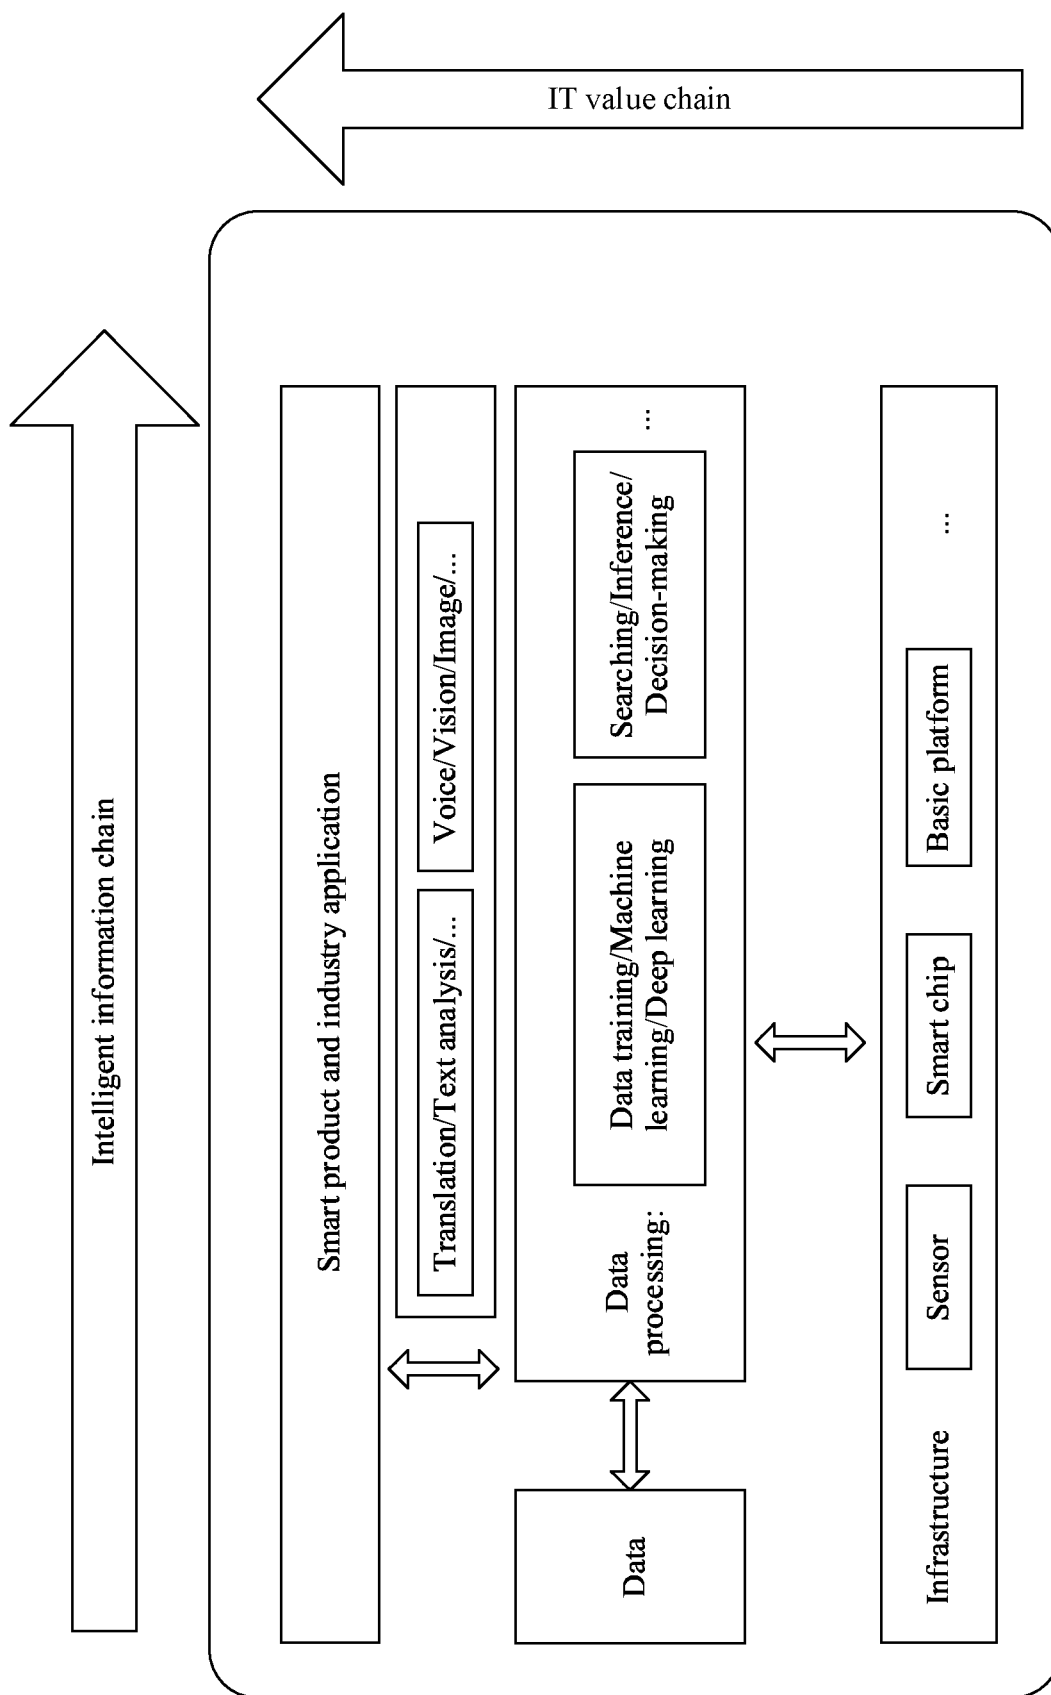 Intelligent information chain
IT value chain
Smart product and industry application
Translation/Text analysis/...
Voice/Vision/Image/...
Data
Data
processing:
Data training/Machine
learning/Deep learning
Searching/Inference/
Decision-making
...
Infrastructure
Sensor
Smart chip
Basic platform
...